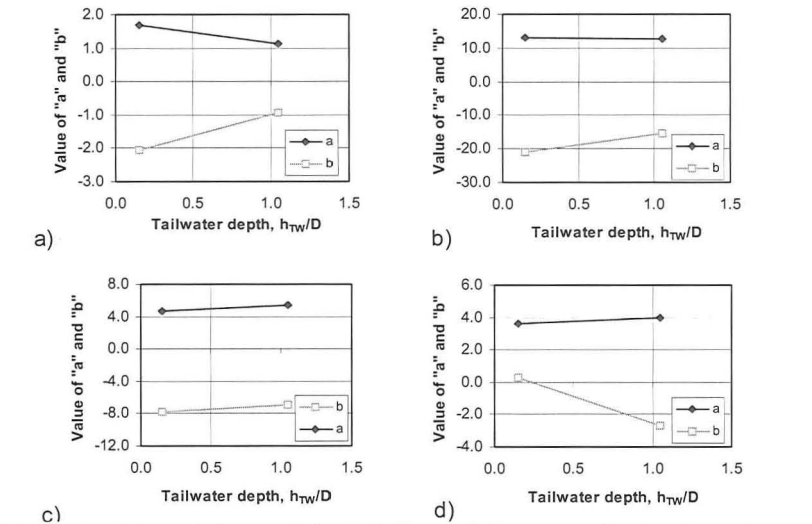 Value of "a" and "b"
2.0
1.0
0.0
-1.0
-2.0
-3.0
a
b
0.0 0.5 1.0 1.5
Tailwater depth, hTW/D
a)
Value of "a" and "b"
20.0
10.0
0.0
-10.0
-20.0
-30.0
a
b
0.0 0.5 1.0 1.5
Tailwater depth, hTW/D
b)
Value of "a" and "b"
8.0
4.0
0.0
-4.0
-8.0
-12.0
b
a
0.0 0.5 1.0 1.5
Tailwater depth, hTW/D
c)
Value of "a" and "b"
6.0
4.0
2.0
0.0
-2.0
-4.0
a
b
0.0 0.5 1.0 1.5
Tailwater depth, hTW/D
d)